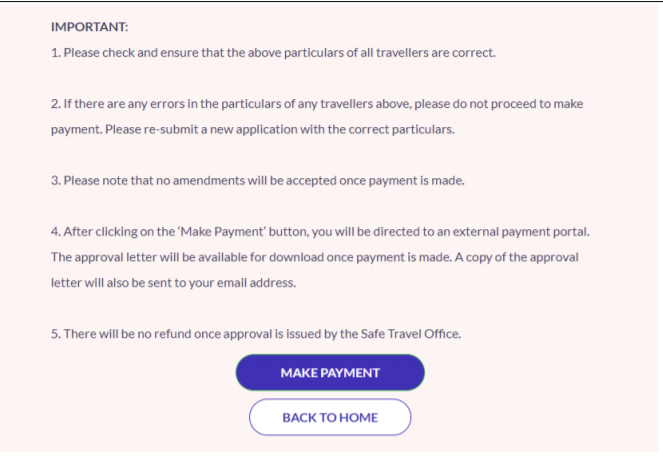 IMPORTANT:
1. Please check and ensure that the above particulars of all travellers are correct.
2. If there are any errors in the particulars of any travellers above, please do not proceed to make
payment. Please re-submit a new application with the correct particulars.
3. Please note that no amendments will be accepted once payment is made.
4. After clicking on the ‘Make Payment’ button, you will be directed to an external payment portal.
The approval letter will be available for download once payment is made. A copy of the approval
letter will also be sent to your email address.
5. There will be no refund once approval is issued by the Safe Travel Office.
MAKE PAYMENT
BACK TO HOME